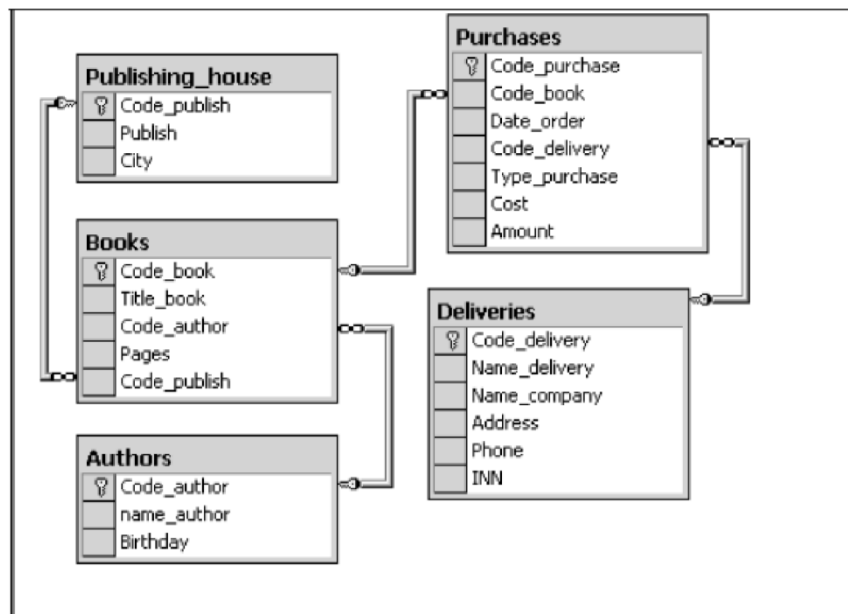 Publishing_house
Code_publish
Publish
City
Books
Code_book
Title_book
Code_author
Pages
Code_publish
Authors
Code_author
name_author
Birthday
Purchases
Code_purchase
Code_book
Date_order
Code_delivery
Type_purchase
Cost
Amount
Deliveries
Code_delivery
Name_delivery
Name_company
Address
Phone
INN